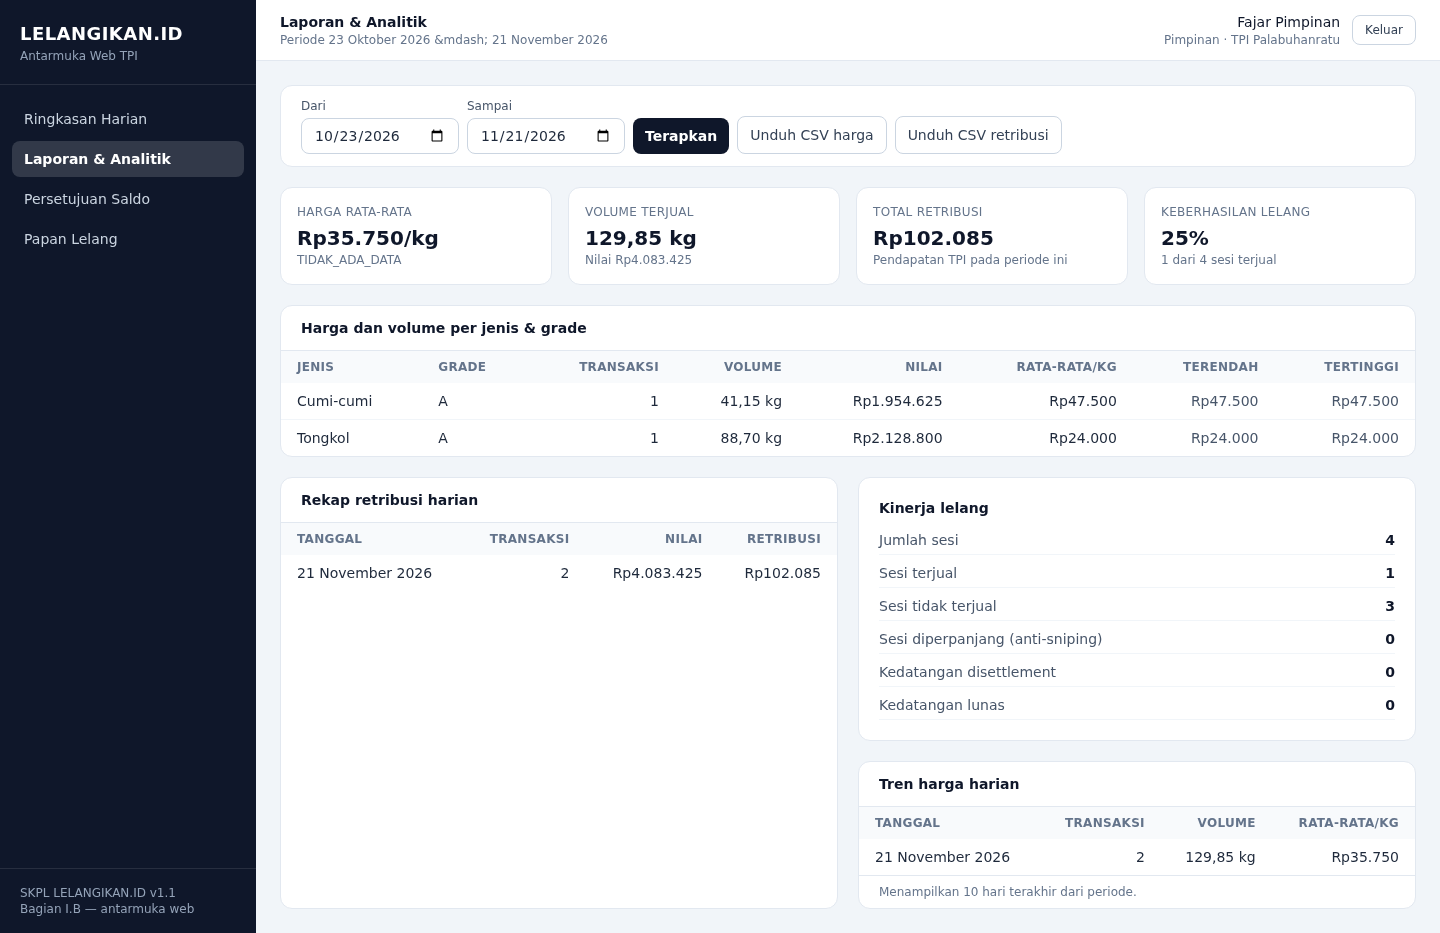 LELANGIKAN.ID
Antarmuka Web TPI
Ringkasan Harian
Laporan & Analitik
Persetujuan Saldo
Papan Lelang
SKPL LELANGIKAN.ID v1.1
Bagian I.B — antarmuka web
Laporan & Analitik
Periode 23 Oktober 2026 &mdash; 21 November 2026
Fajar Pimpinan
Pimpinan · TPI Palabuhanratu
Keluar
Dari
Sampai
10/23/2026
11/21/2026
Terapkan
Unduh CSV harga
Unduh CSV retribusi
HARGA RATA-RATA
Rp35.750/kg
TIDAK_ADA_DATA
VOLUME TERJUAL
129,85 kg
Nilai Rp4.083.425
TOTAL RETRIBUSI
Rp102.085
Pendapatan TPI pada periode ini
KEBERHASILAN LELANG
25%
1 dari 4 sesi terjual
Harga dan volume per jenis & grade
JENIS GRADE TRANSAKSI VOLUME NILAI RATA-RATA/KG TERENDAH TERTINGGI
Cumi-cumi A 1 41,15 kg Rp1.954.625 Rp47.500 Rp47.500 Rp47.500
Tongkol A 1 88,70 kg Rp2.128.800 Rp24.000 Rp24.000 Rp24.000
Rekap retribusi harian
TANGGAL TRANSAKSI NILAI RETRIBUSI
21 November 2026 2 Rp4.083.425 Rp102.085
Kinerja lelang
Jumlah sesi 4
Sesi terjual 1
Sesi tidak terjual 3
Sesi diperpanjang (anti-sniping) 0
Kedatangan disettlement 0
Kedatangan lunas 0
Tren harga harian
TANGGAL TRANSAKSI VOLUME RATA-RATA/KG
21 November 2026 2 129,85 kg Rp35.750
Menampilkan 10 hari terakhir dari periode.